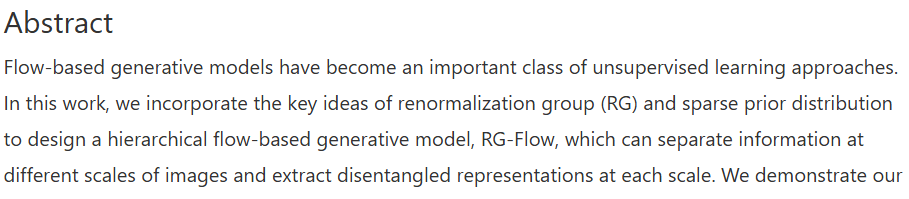 Abstract
Flow-based generative models have become an important class of unsupervised learning approaches.
In this work, we incorporate the key ideas of renormalization group (RG) and sparse prior distribution
to design a hierarchical flow-based generative model, RG-Flow, which can separate information at
different scales of images and extract disentangled representations at each scale. We demonstrate our